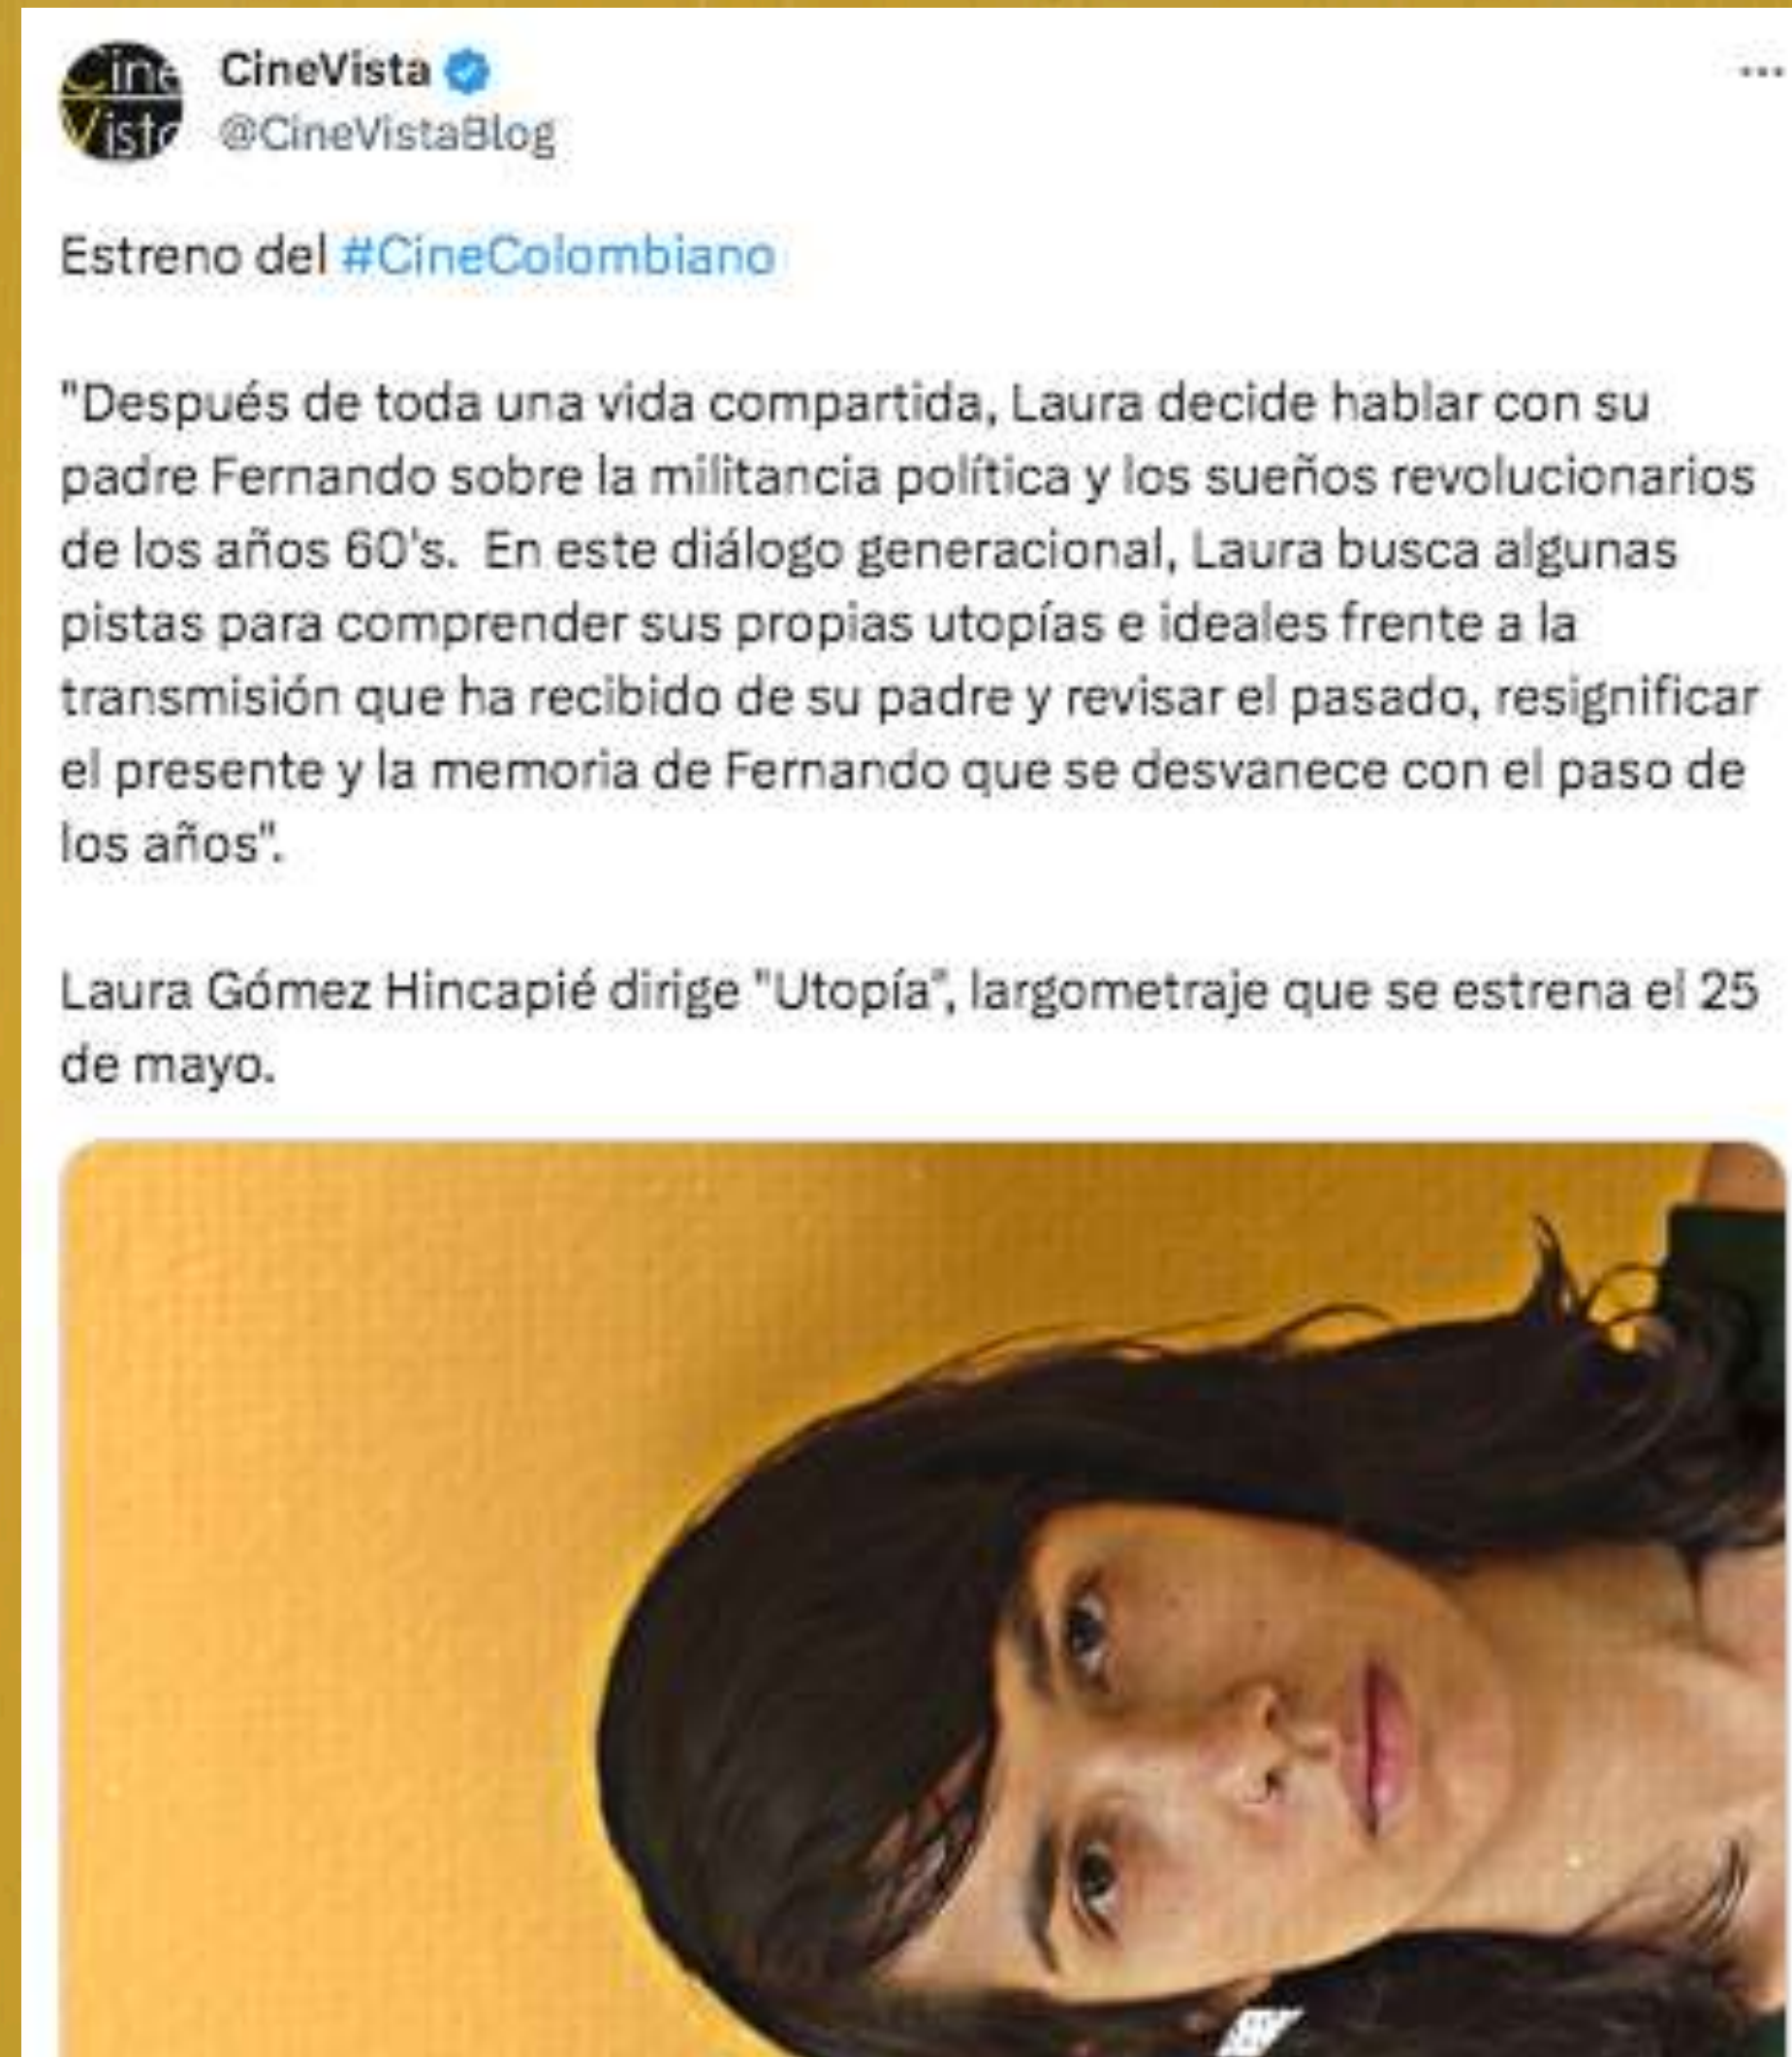 Cine
Vista
CineVista
@CineVistaBlog
Estreno del #CineColombiano
"Después de toda una vida compartida, Laura decide hablar con su
padre Fernando sobre la militancia política y los sueños revolucionarios
de los años 60's.  En este diálogo generacional, Laura busca algunas
pistas para comprender sus propias utopías e ideales frente a la
transmisión que ha recibido de su padre y revisar el pasado, resignificar
el presente y la memoria de Fernando que se desvanece con el paso de
los años".
Laura Gómez Hincapié dirige "Utopía", largometraje que se estrena el 25
de mayo.